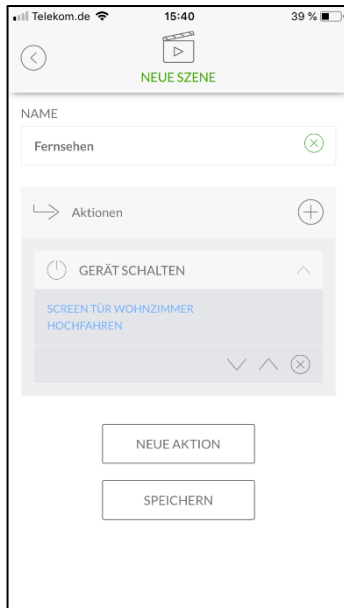 Telekom.de 15:40 39 %
NEUE SZENE
NAME
Fernsehen
Aktionen
GERÄT SCHALTEN
SCREEN TÜR WOHNZIMMER
HOCHFAHREN
NEUE AKTION
SPEICHERN